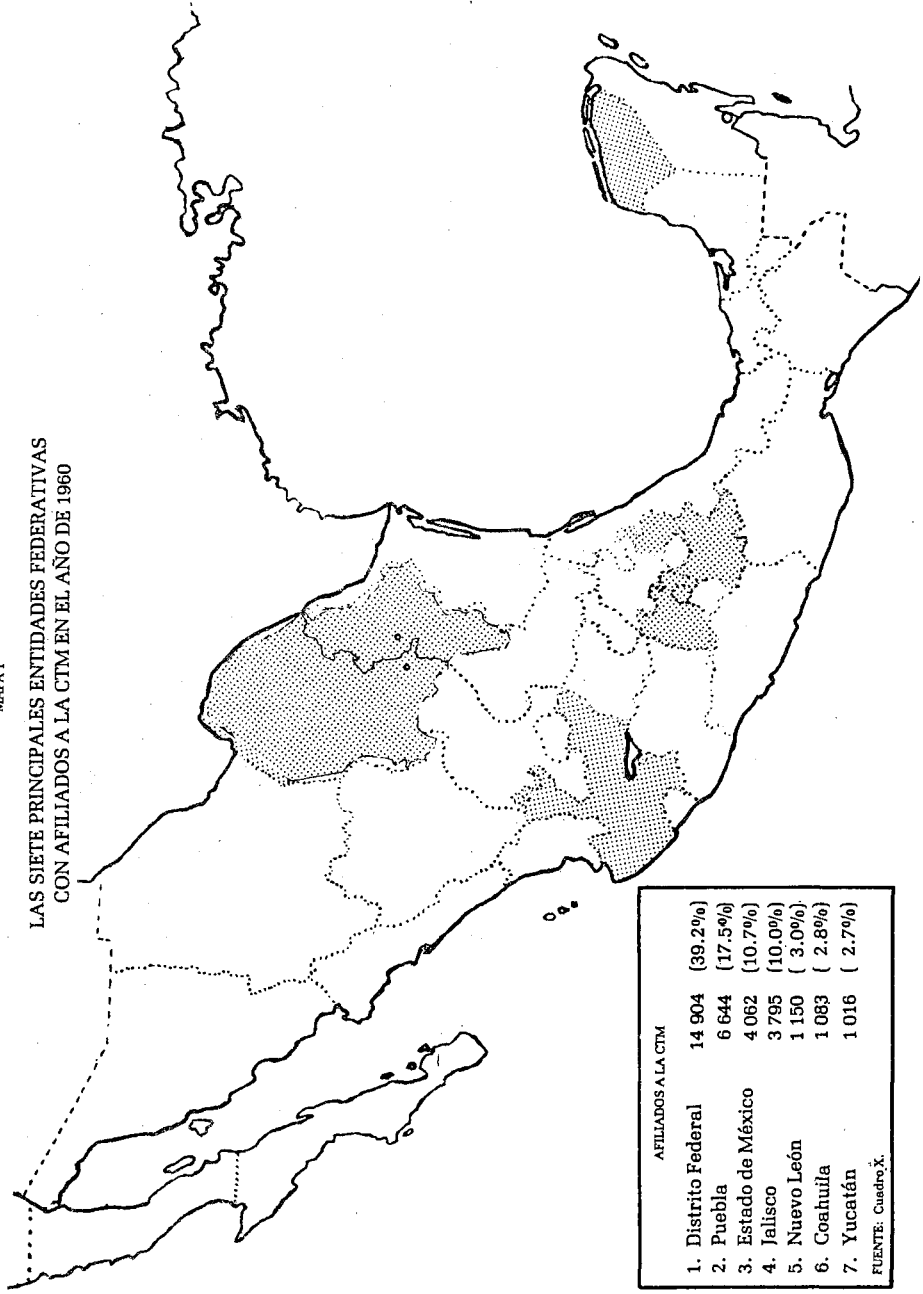 MAPA I
LAS SIETE PRINCIPALES ENTIDADES FEDERATIVAS
CON AFILIADOS A LA CTM EN EL AÑO DE 1960
AFILIADOS A LA CTM
1. Distrito Federal 14 904 (39.2%)
2. Puebla 6 644 (17.5%)
3. Estado de México 4 062 (10.7%)
4. Jalisco 3 795 (10.0%)
5. Nuevo León 1 150 ( 3.0%)
6. Coahuila 1 083 ( 2.8%)
7. Yucatán 1 016 ( 2.7%)
FUENTE: Cuadro X.